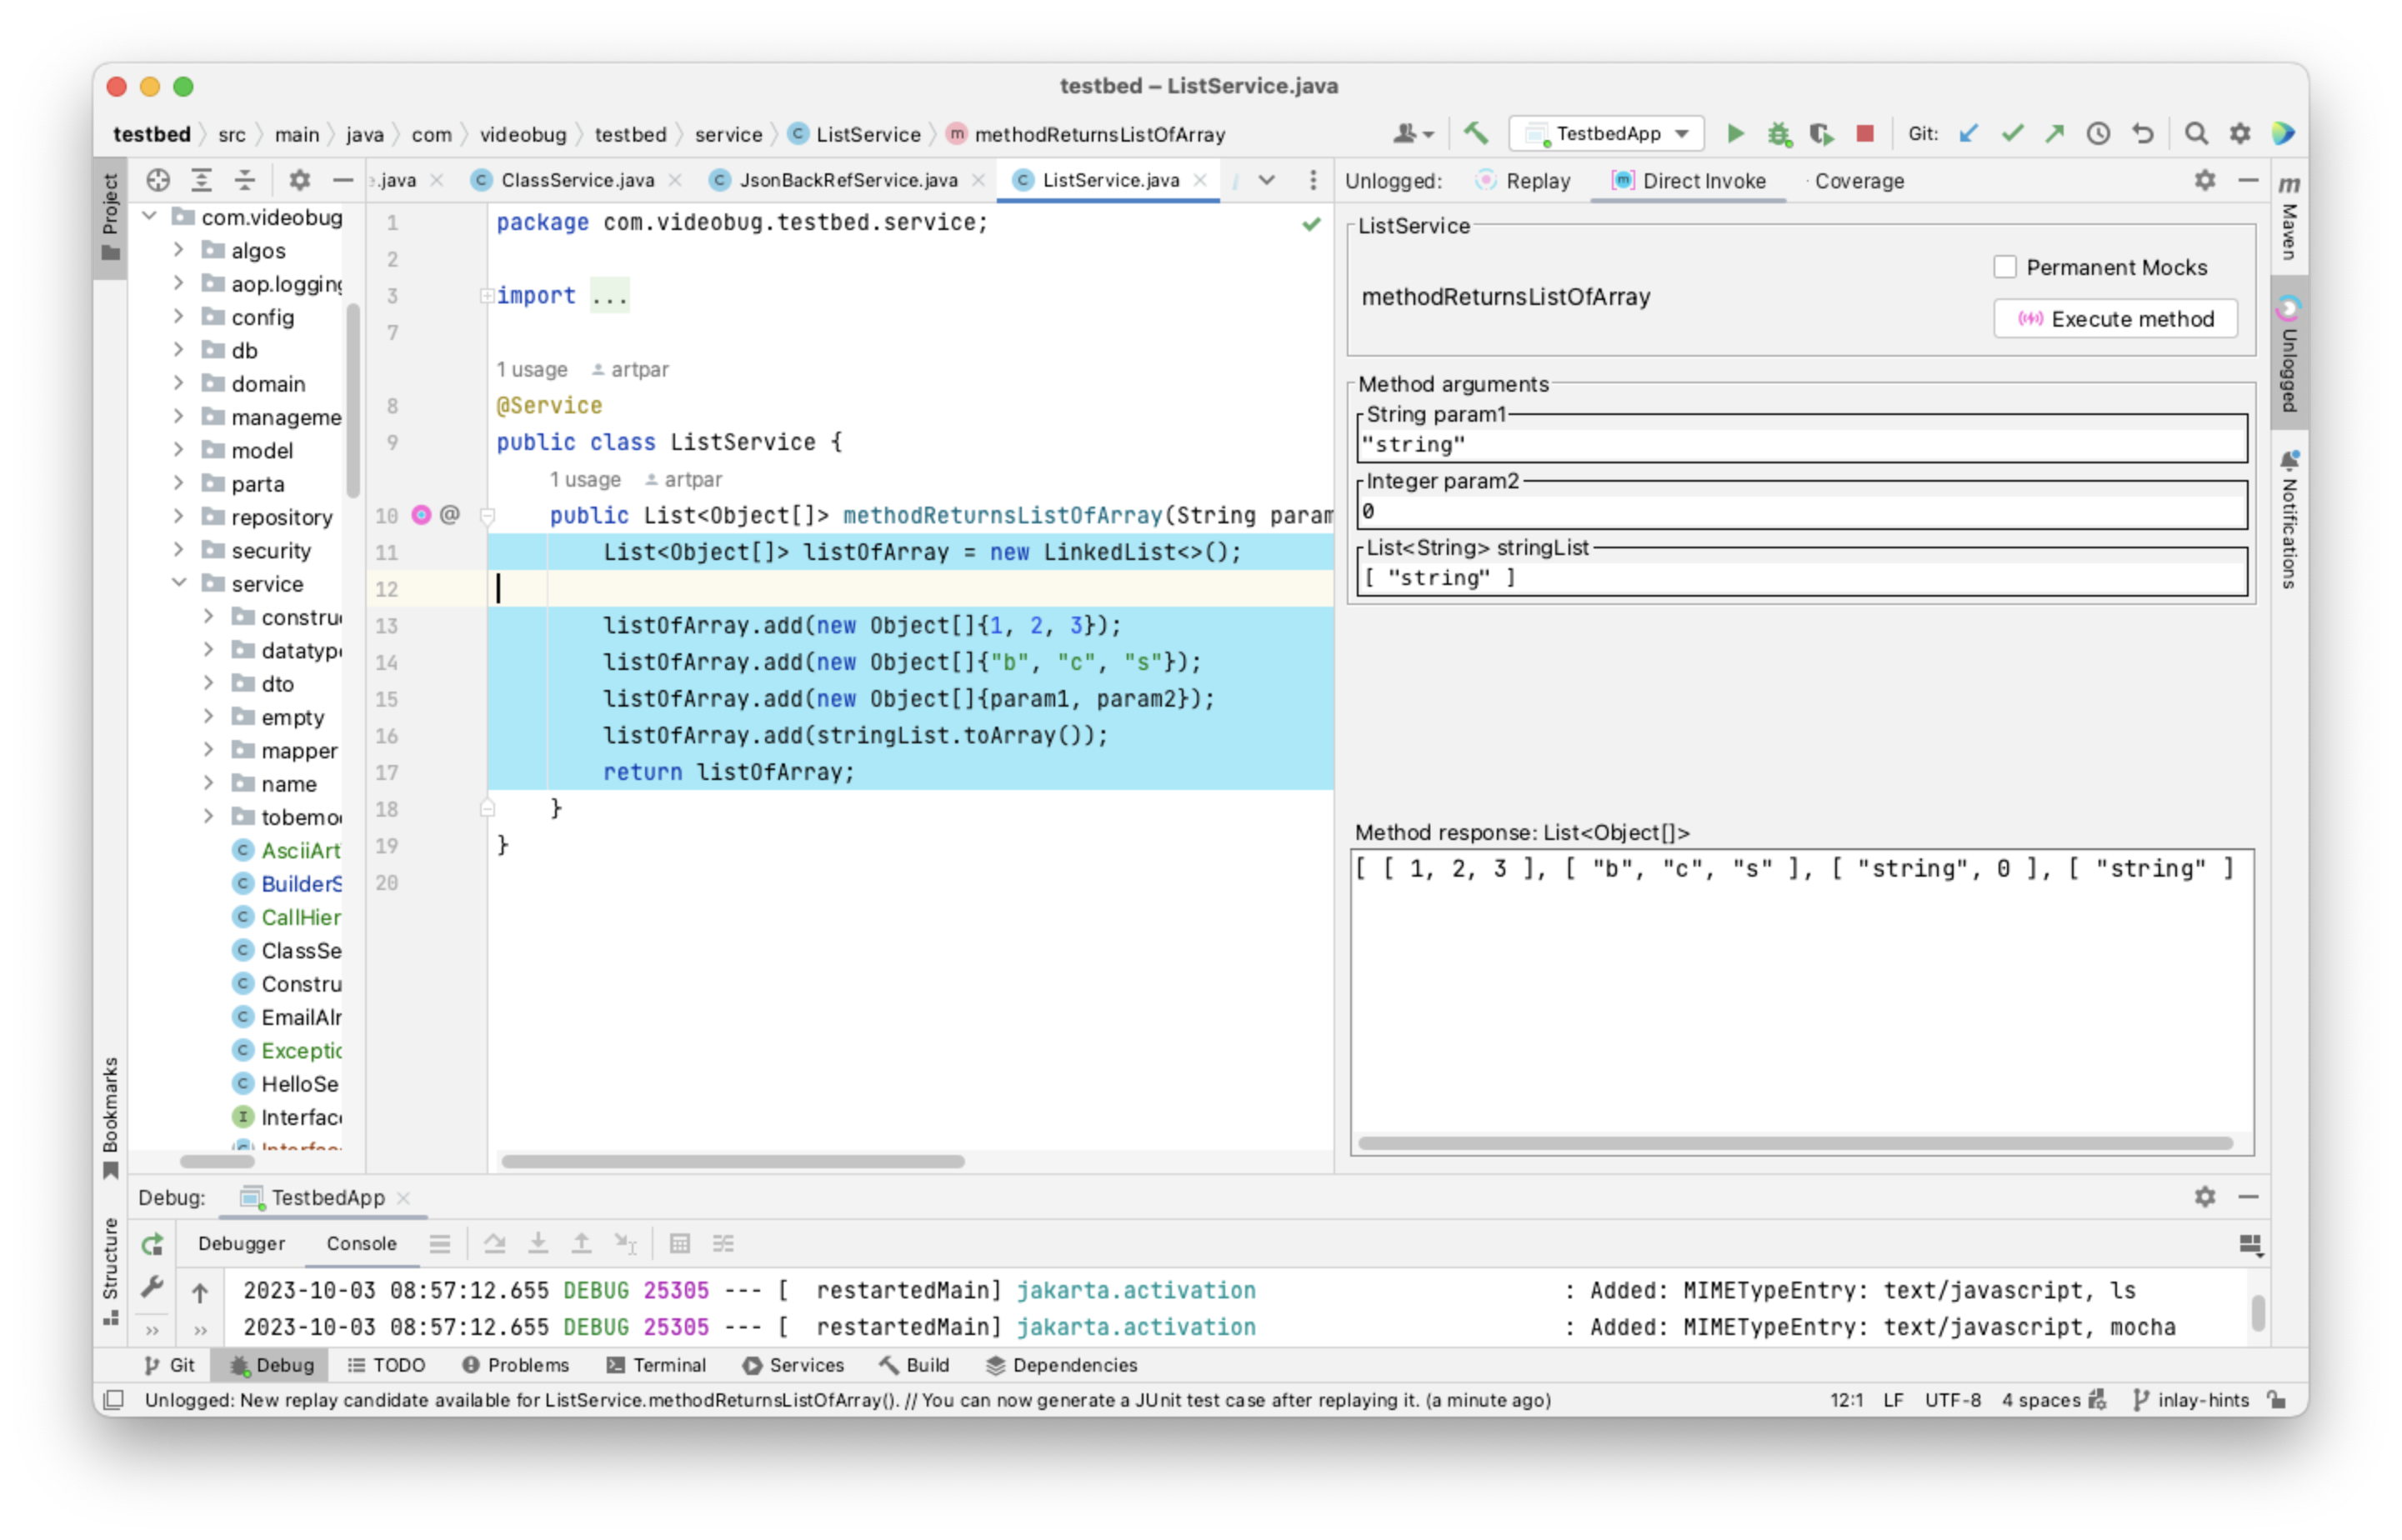 testbed – ListService.java
testbed src main java com videobug testbed service ListService methodReturnsListOfArray
TestbedApp
Git:
Project
.java ClassService.java JsonBackRefService.java ListService.java
Unlogged: Replay Direct Invoke Coverage
com.videobug
algos
aop.logging
config
db
domain
manageme
model
parta
repository
security
service
constru
datatype
dto
empty
mapper
name
tobemo
AsciiArt
BuilderS
CallHier
ClassSe
Constru
EmailAlr
Exceptio
HelloSe
Interfac
1 package com.videobug.testbed.service;
2
3 import ...
7
1 usage artpar
8 @Service
9 public class ListService {
1 usage artpar
10 @ public List<Object[]> methodReturnsListOfArray(String param
11 List<Object[]> listOfArray = new LinkedList<>();
12
13 listOfArray.add(new Object[]{1, 2, 3});
14 listOfArray.add(new Object[]{"b", "c", "s"});
15 listOfArray.add(new Object[]{param1, param2});
16 listOfArray.add(stringList.toArray());
17 return listOfArray;
18 }
19 }
20
ListService
Permanent Mocks
methodReturnsListOfArray
Execute method
Method arguments
String param1
"string"
Integer param2
0
List<String> stringList
[ "string" ]
Method response: List<Object[]>
[ [ 1, 2, 3 ], [ "b", "c", "s" ], [ "string", 0 ], [ "string" ]
Maven
Unlogged
Notifications
Bookmarks
Structure
Debug: TestbedApp
Debugger Console
2023-10-03 08:57:12.655 DEBUG 25305 --- [  restartedMain] jakarta.activation : Added: MIMETypeEntry: text/javascript, ls
2023-10-03 08:57:12.655 DEBUG 25305 --- [  restartedMain] jakarta.activation : Added: MIMETypeEntry: text/javascript, mocha
Git Debug TODO Problems Terminal Services Build Dependencies
Unlogged: New replay candidate available for ListService.methodReturnsListOfArray(). // You can now generate a JUnit test case after replaying it. (a minute ago) 12:1 LF UTF-8 4 spaces inlay-hints